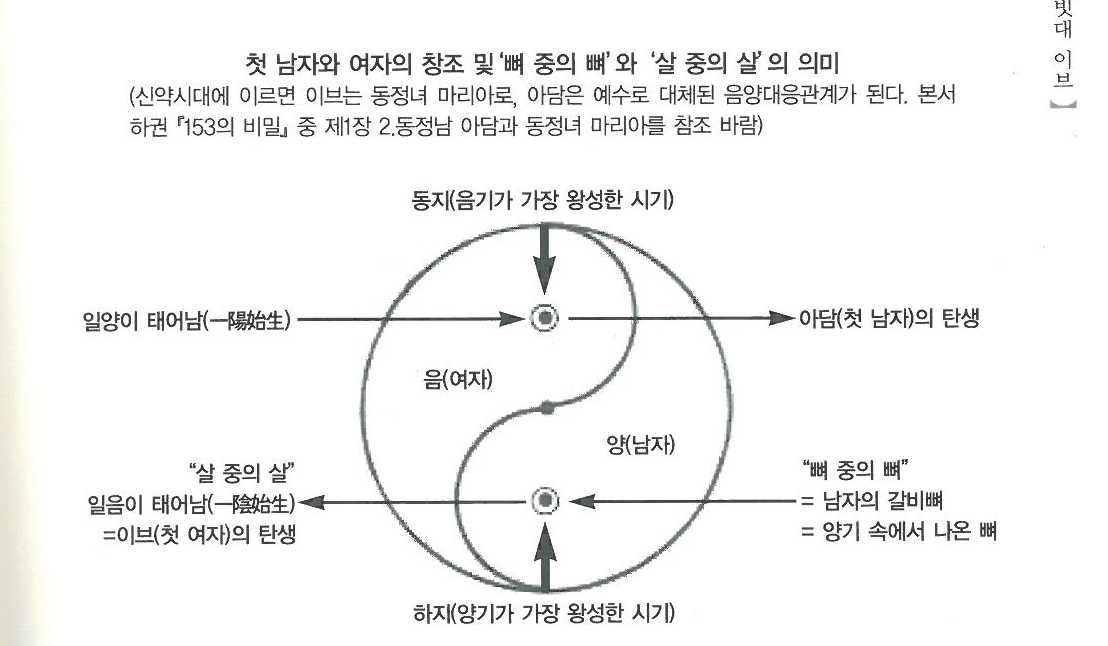 빗대 이브】
첫 남자와 여자의 창조 및 '뼈 중의 뼈'와 '살 중의 살'의 의미
(신약시대에 이르면 이브는 동정녀 마리아로, 아담은 예수로 대체된 음양대응관계가 된다. 본서
하권 『153의 비밀』 중 제1장 2.동정남 아담과 동정녀 마리아를 참조 바람)
동지(음기가 가장 왕성한 시기)
일양이 태어남(一陽始生)
아담(첫 남자)의 탄생
음(여자)
양(남자)
"살 중의 살"
일음이 태어남(一陰始生)
=이브(첫 여자)의 탄생
"뼈 중의 뼈"
= 남자의 갈비뼈
= 양기 속에서 나온 뼈
하지(양기가 가장 왕성한 시기)